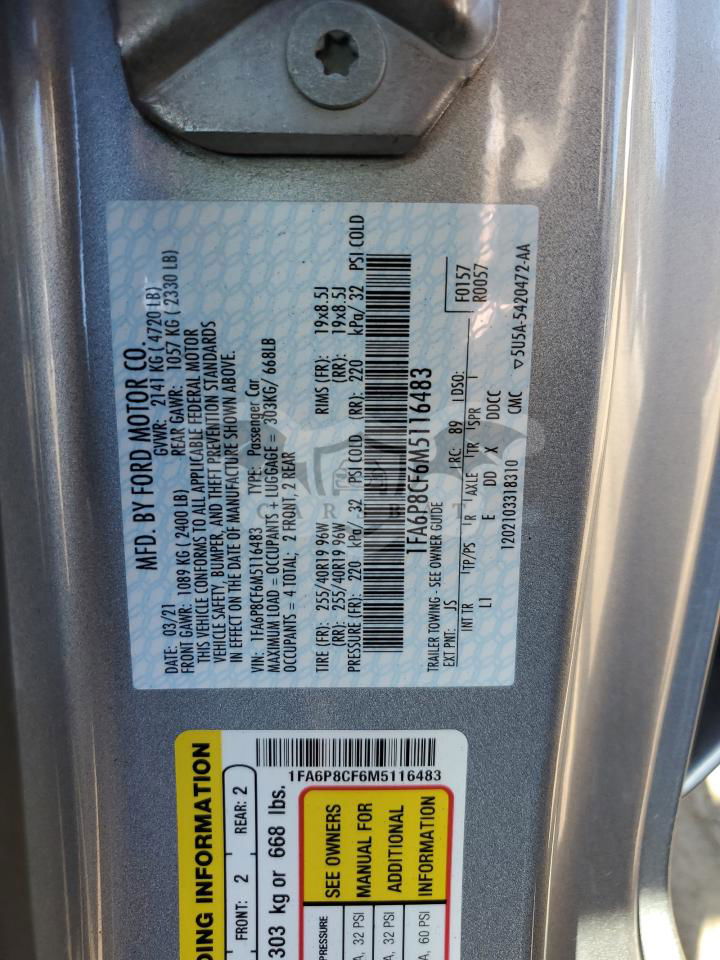 MFD. BY FORD MOTOR CO.
DATE: 03/21 GVWR: 2141 KG ( 4720 LB)
FRONT GAWR: 1089 KG ( 2400 LB) REAR GAWR: 1057 KG ( 2330 LB)
THIS VEHICLE CONFORMS TO ALL APPLICABLE FEDERAL MOTOR
VEHICLE SAFETY, BUMPER, AND THEFT PREVENTION STANDARDS
IN EFFECT ON THE DATE OF MANUFACTURE SHOWN ABOVE.
VIN: 1FA6P8CF6M5116483 TYPE: Passenger Car
MAXIMUM LOAD = OCCUPANTS + LUGGAGE = 303KG/ 668LB
OCCUPANTS = 4 TOTAL; 2 FRONT, 2 REAR
TIRE (FR): 255/40R19 96W RIMS (FR): 19x8.5J
(RR): 255/40R19 96W (RR): 19x8.5J
PRESSURE (FR): 220 kPa/ 32 PSI COLD (RR): 220 kPa/ 32 PSI COLD
1FA6P8CF6M5116483
TRAILER TOWING - SEE OWNER GUIDE
EXT PNT: JS RC: 89 DSO: F0157
R0057
INT TR TP/PS R AXLE TR SPR
L1 E DD X DDCC
CMC ▽5U5A-5420472-AA
1202103318310
DING INFORMATION
FRONT: 2 REAR: 2
303 kg or 668 lbs.
1FA6P8CF6M5116483
SEE OWNERS
MANUAL FOR
ADDITIONAL
INFORMATION
PRESSURE
A, 32 PSI
A, 32 PSI
A, 60 PSI